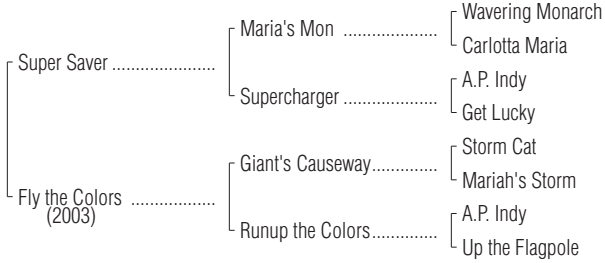 Wavering Monarch
Maria's Mon ..................
Carlotta Maria
Super Saver ......................
A.P. Indy
Supercharger ..................
Get Lucky
Storm Cat
Giant's Causeway..............
Mariah's Storm
Fly the Colors ..................
(2003)
A.P. Indy
Runup the Colors..............
Up the Flagpole